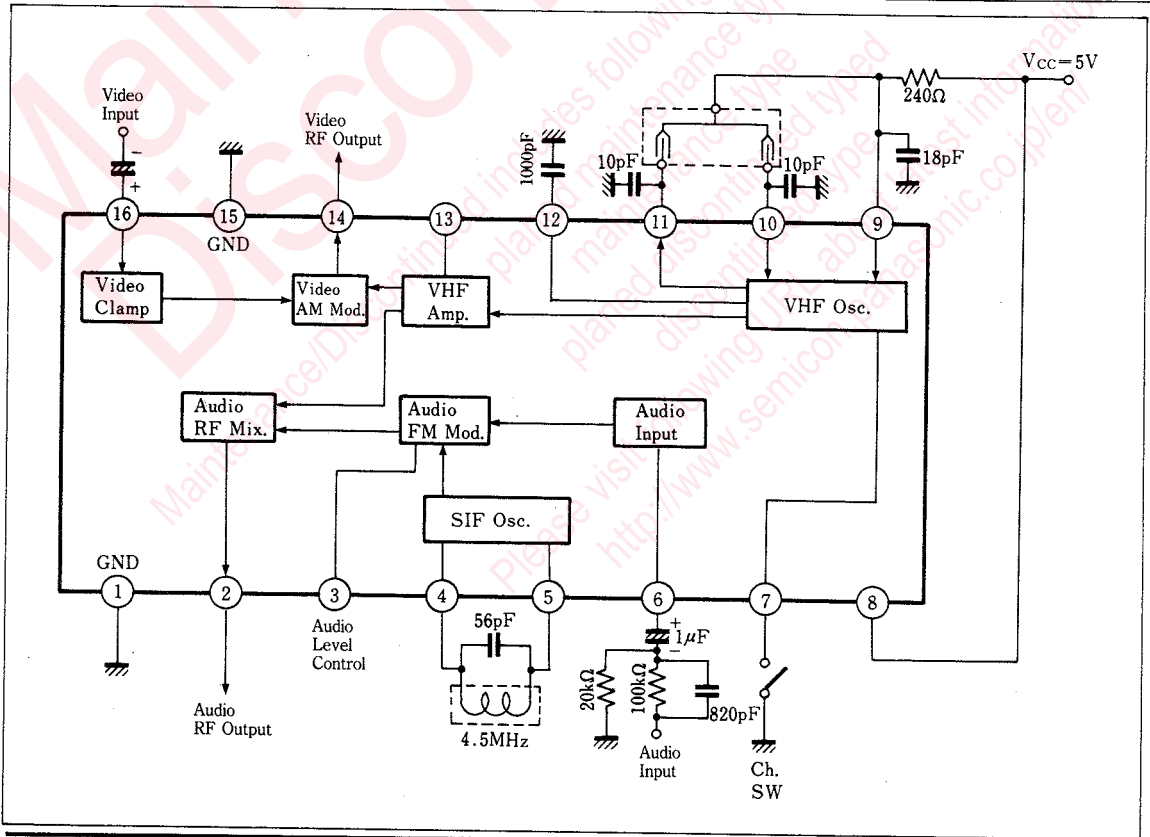 Vcc=5V
240Ω
Video
Input
Video
RF Output
1000pF
10pF
10pF
18pF
−
+
16
15
14
13
12
11
10
9
GND
Video
Clamp
Video
AM Mod.
VHF
Amp.
VHF Osc.
Audio
RF Mix.
Audio
FM Mod.
Audio
Input
SIF Osc.
GND
1
2
3
4
5
6
7
8
Audio
Level
Control
56pF
4.5MHz
+
1μF
−
20kΩ
100kΩ
820pF
Audio
RF Output
Audio
Input
Ch.
SW